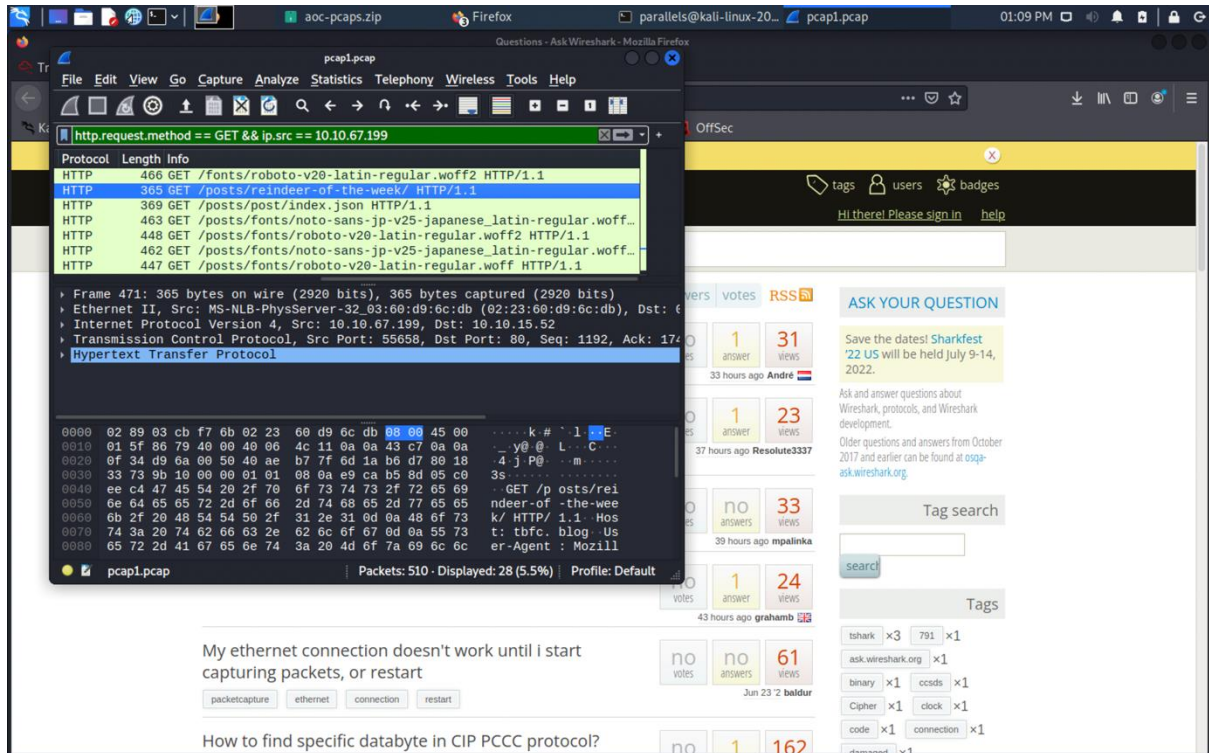 aoc-pcaps.zip
Firefox
parallels@kali-linux-20...
pcap1.pcap
01:09 PM
Questions - Ask Wireshark - Mozilla Firefox
pcap1.pcap
File Edit View Go Capture Analyze Statistics Telephony Wireless Tools Help
http.request.method == GET && ip.src == 10.10.67.199
OffSec
Protocol Length Info
HTTP 466 GET /fonts/roboto-v20-latin-regular.woff2 HTTP/1.1
HTTP 365 GET /posts/reindeer-of-the-week/ HTTP/1.1
HTTP 369 GET /posts/post/index.json HTTP/1.1
HTTP 463 GET /posts/fonts/noto-sans-jp-v25-japanese_latin-regular.woff…
HTTP 448 GET /posts/fonts/roboto-v20-latin-regular.woff2 HTTP/1.1
HTTP 462 GET /posts/fonts/noto-sans-jp-v25-japanese_latin-regular.woff…
HTTP 447 GET /posts/fonts/roboto-v20-latin-regular.woff HTTP/1.1
Frame 471: 365 bytes on wire (2920 bits), 365 bytes captured (2920 bits)
Ethernet II, Src: MS-NLB-PhysServer-32_03:60:d9:6c:db (02:23:60:d9:6c:db), Dst:
Internet Protocol Version 4, Src: 10.10.67.199, Dst: 10.10.15.52
Transmission Control Protocol, Src Port: 55658, Dst Port: 80, Seq: 1192, Ack: 174
Hypertext Transfer Protocol
0000 02 89 03 cb f7 6b 02 23 60 d9 6c db 08 00 45 00 ·····k·# `·l···E·
0010 01 5f 86 79 40 00 40 06 4c 11 0a 0a 43 c7 0a 0a ·_·y@·@· L···C···
0020 0f 34 d9 6a 00 50 40 ae b7 7f 6d 1a b6 d7 80 18 ·4·j·P@· ··m·····
0030 33 73 9b 10 00 00 01 01 08 0a e9 ca b5 8d 05 c0 3s······ ········
0040 ee c4 47 45 54 20 2f 70 6f 73 74 73 2f 72 65 69 ··GET /p osts/rei
0050 6e 64 65 65 72 2d 6f 66 2d 74 68 65 2d 77 65 65 ndeer-of -the-wee
0060 6b 2f 20 48 54 54 50 2f 31 2e 31 0d 0a 48 6f 73 k/ HTTP/ 1.1··Hos
0070 74 3a 20 74 62 66 63 2e 62 6c 6f 67 0d 0a 55 73 t: tbfc. blog··Us
0080 65 72 2d 41 67 65 6e 74 3a 20 4d 6f 7a 69 6c 6c er-Agent : Mozill
pcap1.pcap
Packets: 510 · Displayed: 28 (5.5%)
Profile: Default
tags users badges
Hi there! Please sign in help
votes RSS
1 answer 31 views
33 hours ago André
1 answer 23 views
37 hours ago Resolute3337
no answers 33 views
39 hours ago mpalinka
no votes 1 answer 24 views
43 hours ago grahamb
My ethernet connection doesn't work until i start
capturing packets, or restart
packetcapture ethernet connection restart
no votes no answers 61 views
Jun 23 '2 baldur
How to find specific databyte in CIP PCCC protocol?
no 1 162
ASK YOUR QUESTION
Save the dates! Sharkfest
'22 US will be held July 9-14,
2022.
Ask and answer questions about
Wireshark, protocols, and Wireshark
development.
Older questions and answers from October
2017 and earlier can be found at osqa-
ask.wireshark.org.
Tag search
search
Tags
tshark ×3 791 ×1
ask.wireshark.org ×1
binary ×1 ccsds ×1
Cipher ×1 clock ×1
code ×1 connection ×1
damaged ×1